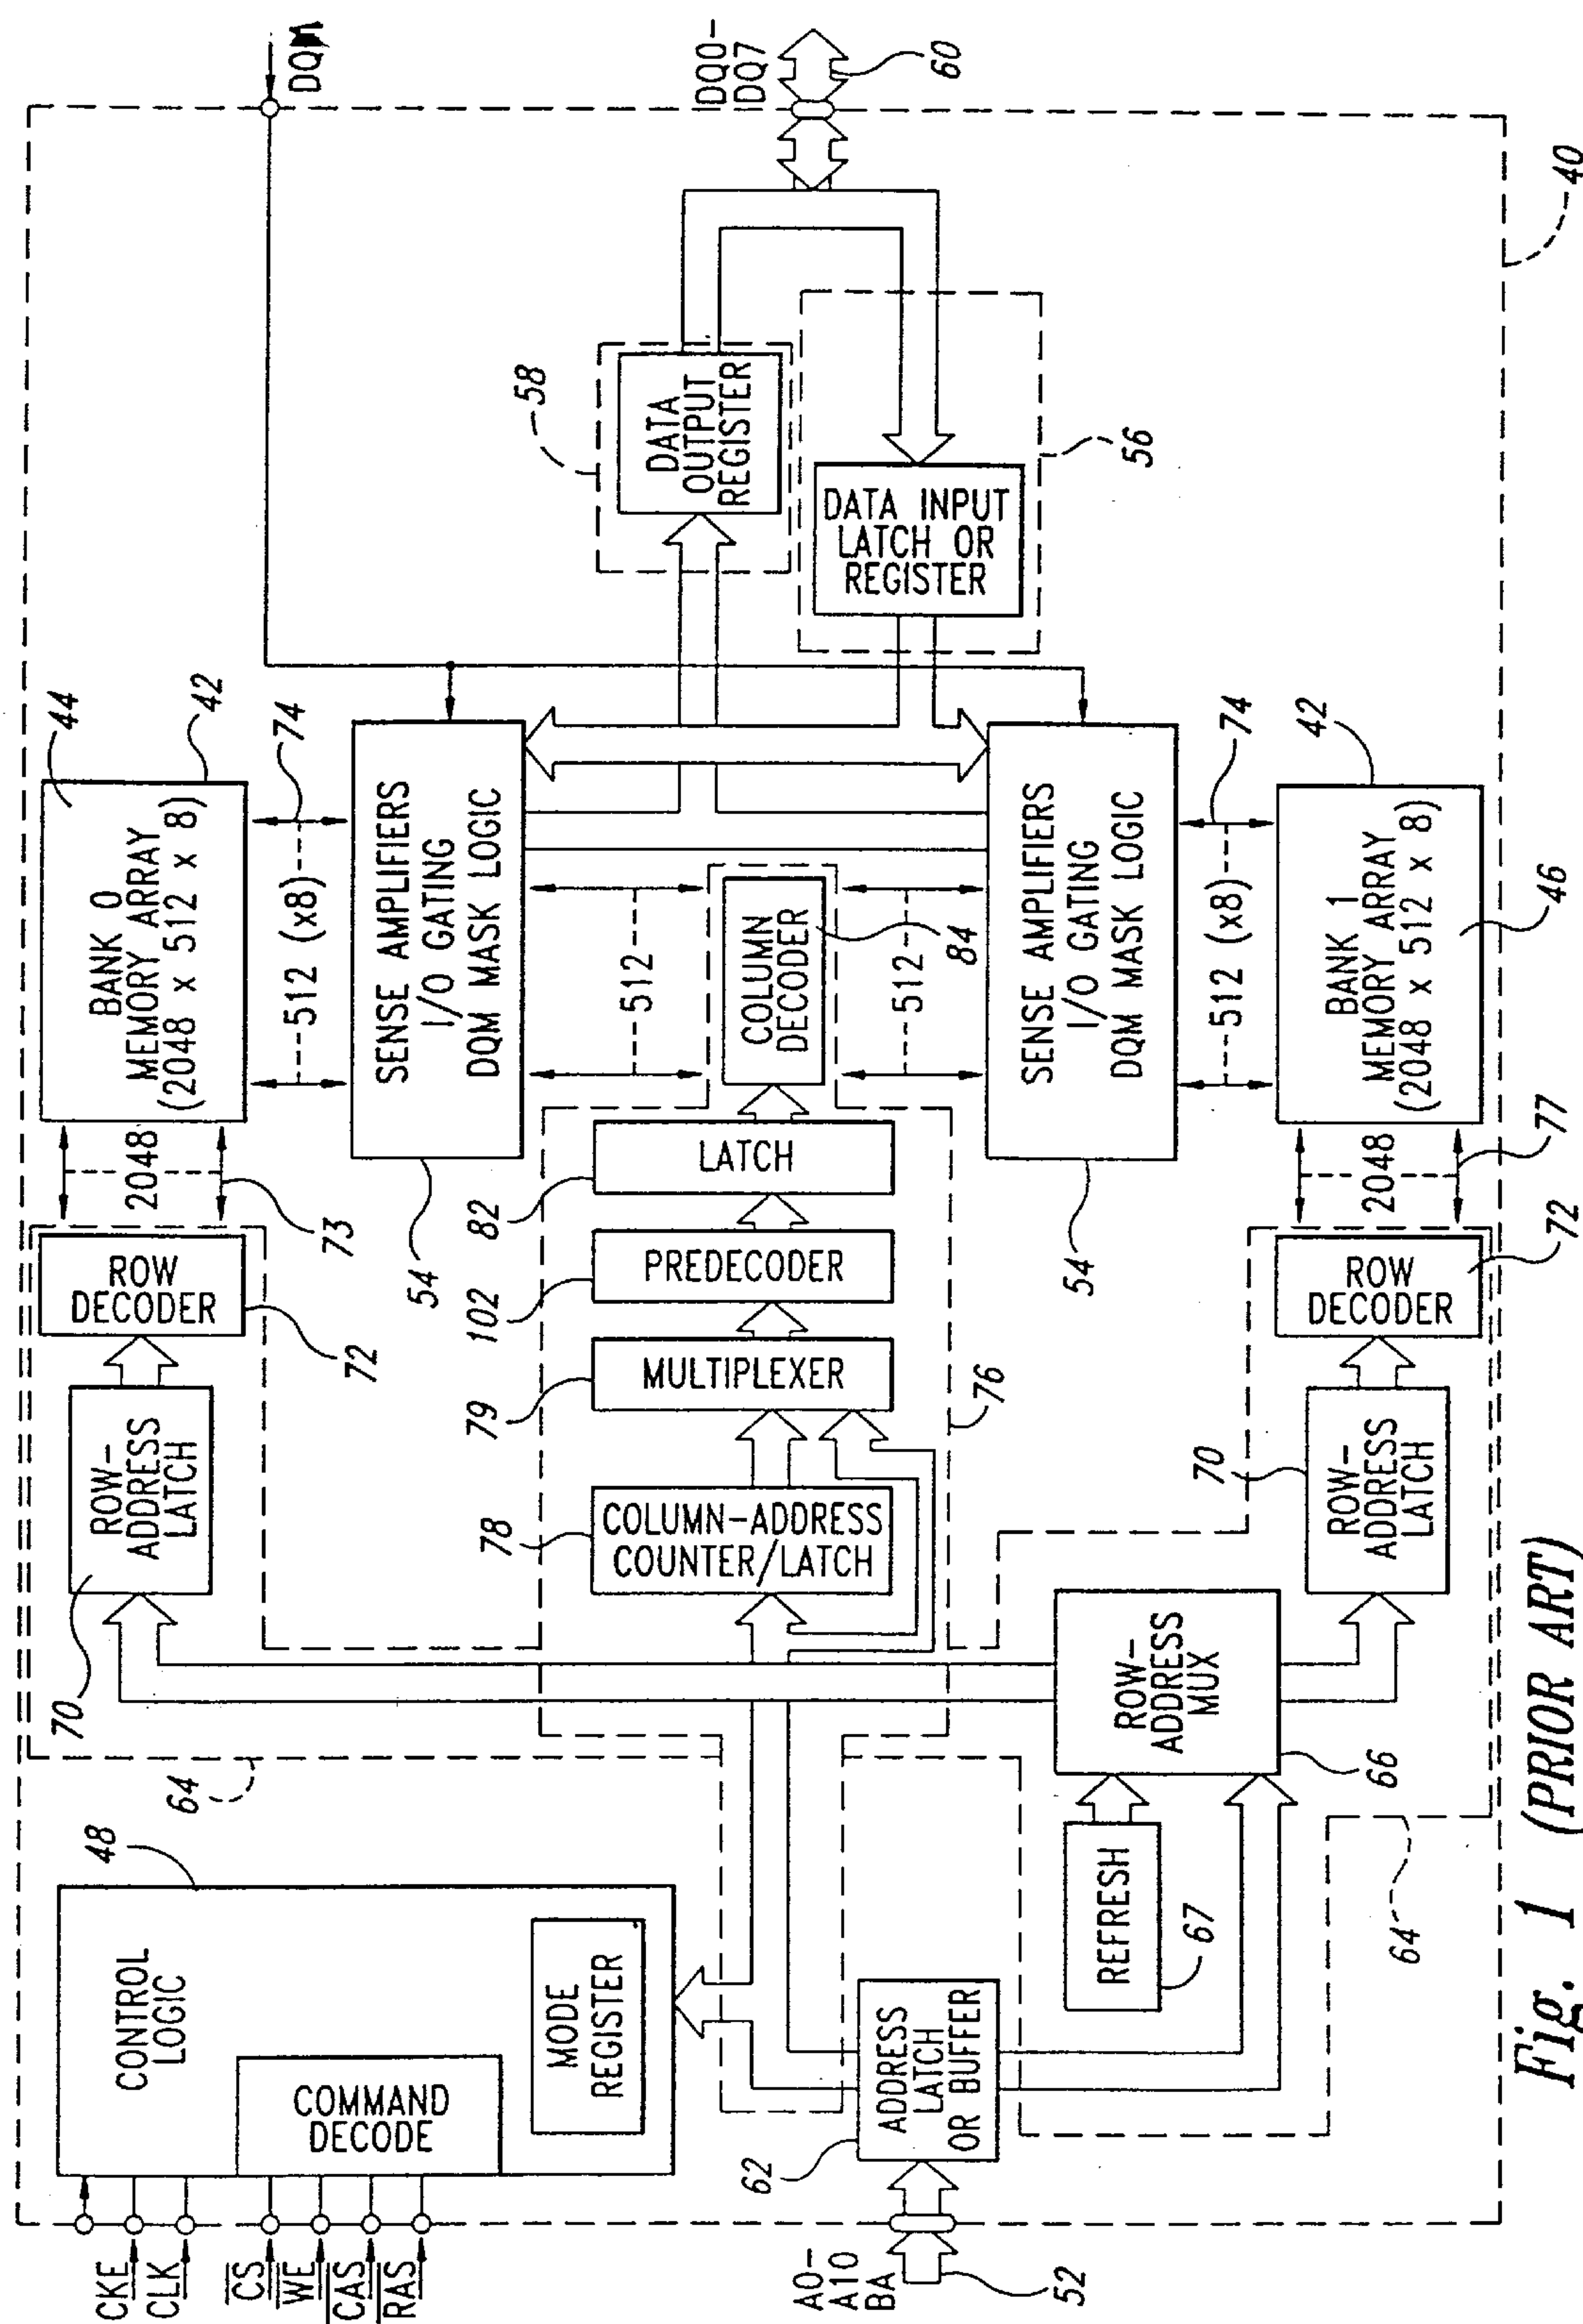 CKE
CLK
CS
WE
CAS
RAS
A0-
A10
BA
52
CONTROL
LOGIC
48
COMMAND
DECODE
MODE
REGISTER
62
ADDRESS
LATCH
OR BUFFER
64
REFRESH
67
ROW-
ADDRESS
MUX
66
64
70
ROW-
ADDRESS
LATCH
ROW
DECODER
72
2048
73
78
COLUMN-ADDRESS
COUNTER/LATCH
79
MULTIPLEXER
102
PREDECODER
82
LATCH
COLUMN
DECODER
84
76
70
ROW-
ADDRESS
LATCH
ROW
DECODER
72
2048
77
BANK 0
MEMORY ARRAY
(2048 x 512 x 8)
44
42
512 (x8)
74
SENSE AMPLIFIERS
I/O GATING
DQM MASK LOGIC
54
512
512
SENSE AMPLIFIERS
I/O GATING
DQM MASK LOGIC
54
512 (x8)
74
BANK 1
MEMORY ARRAY
(2048 x 512 x 8)
42
46
58
DATA
OUTPUT
REGISTER
DATA INPUT
LATCH OR
REGISTER
56
DQM
DQ0-
DQ7
60
40
Fig. 1 (PRIOR ART)